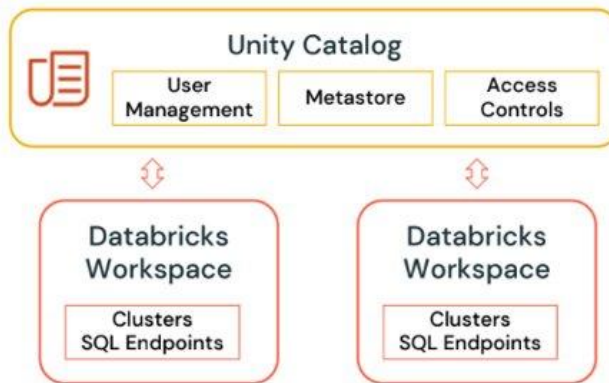 Unity Catalog
User
Management
Metastore
Access
Controls
Databricks
Workspace
Clusters
SQL Endpoints
Databricks
Workspace
Clusters
SQL Endpoints